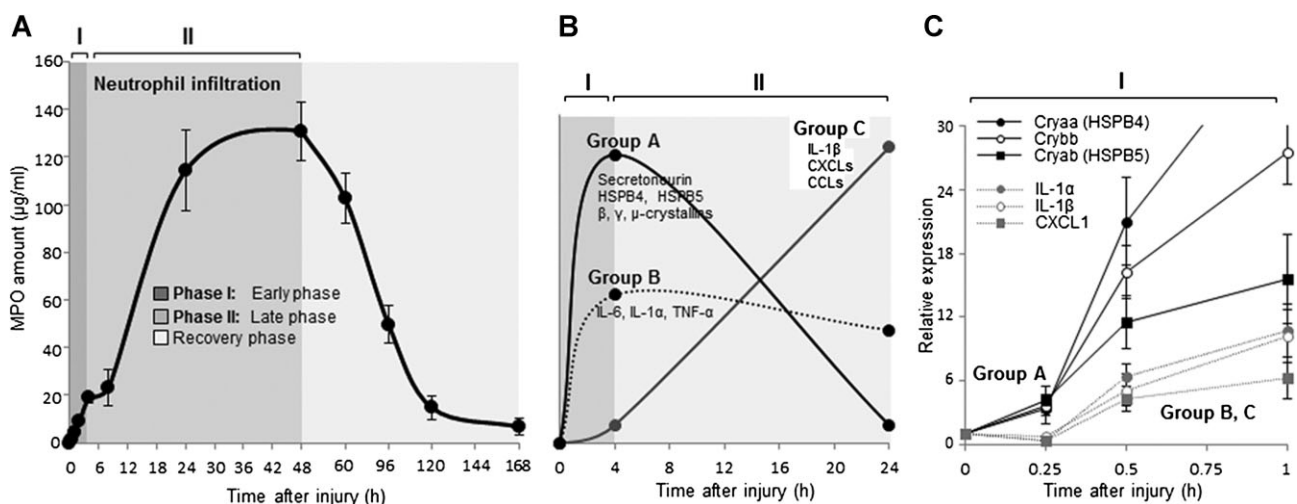 A
I
II
160
140
120
100
80
60
40
20
0
MPO amount (µg/ml)
Neutrophil infiltration
Phase I: Early phase
Phase II: Late phase
Recovery phase
0 6 12 18 24 30 36 42 48 60 96 120 144 168
Time after injury (h)
B
I
II
Group A
Secretoneurin
HSPB4, HSPB5
β, γ, µ-crystallins
Group B
IL-6, IL-1α, TNF-α
Group C
IL-1β
CXCLs
CCLs
0 4 8 12 16 20 24
Time after injury (h)
C
I
30
24
18
12
6
0
Relative expression
Cryaa (HSPB4)
Crybb
Cryab (HSPB5)
IL-1α
IL-1β
CXCL1
Group A
Group B, C
0 0.25 0.5 0.75 1
Time after injury (h)